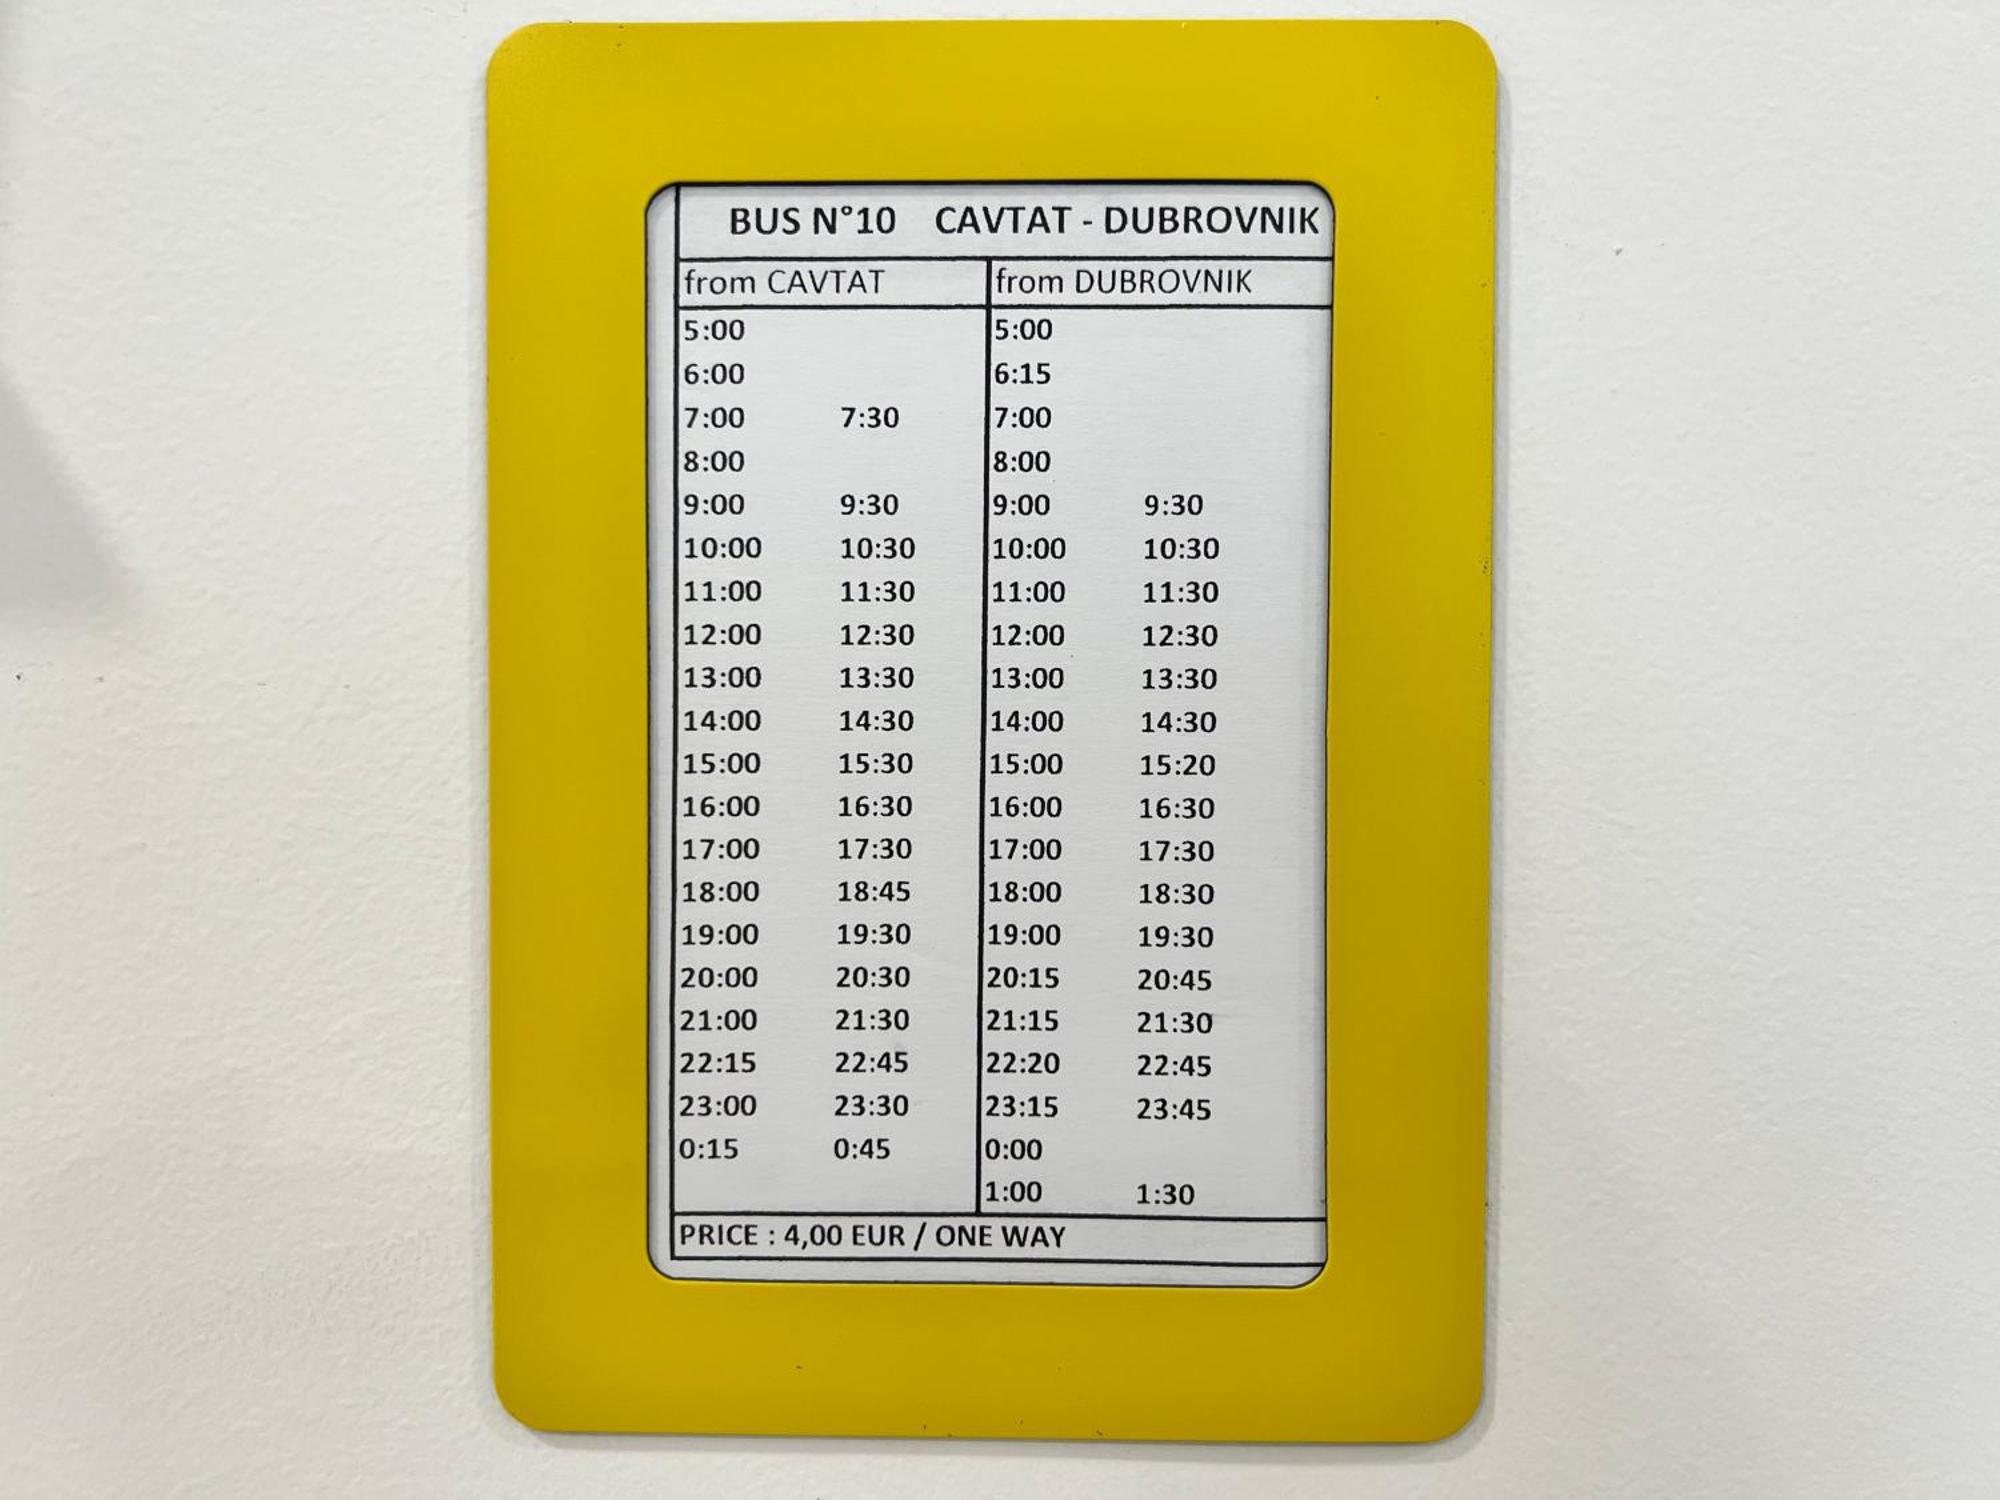 BUS N°10 CAVTAT - DUBROVNIK
from CAVTAT from DUBROVNIK
5:00 5:00
6:00 6:15
7:00 7:30 7:00
8:00 8:00
9:00 9:30 9:00 9:30
10:00 10:30 10:00 10:30
11:00 11:30 11:00 11:30
12:00 12:30 12:00 12:30
13:00 13:30 13:00 13:30
14:00 14:30 14:00 14:30
15:00 15:30 15:00 15:20
16:00 16:30 16:00 16:30
17:00 17:30 17:00 17:30
18:00 18:45 18:00 18:30
19:00 19:30 19:00 19:30
20:00 20:30 20:15 20:45
21:00 21:30 21:15 21:30
22:15 22:45 22:20 22:45
23:00 23:30 23:15 23:45
0:15 0:45 0:00
1:00 1:30
PRICE : 4,00 EUR / ONE WAY